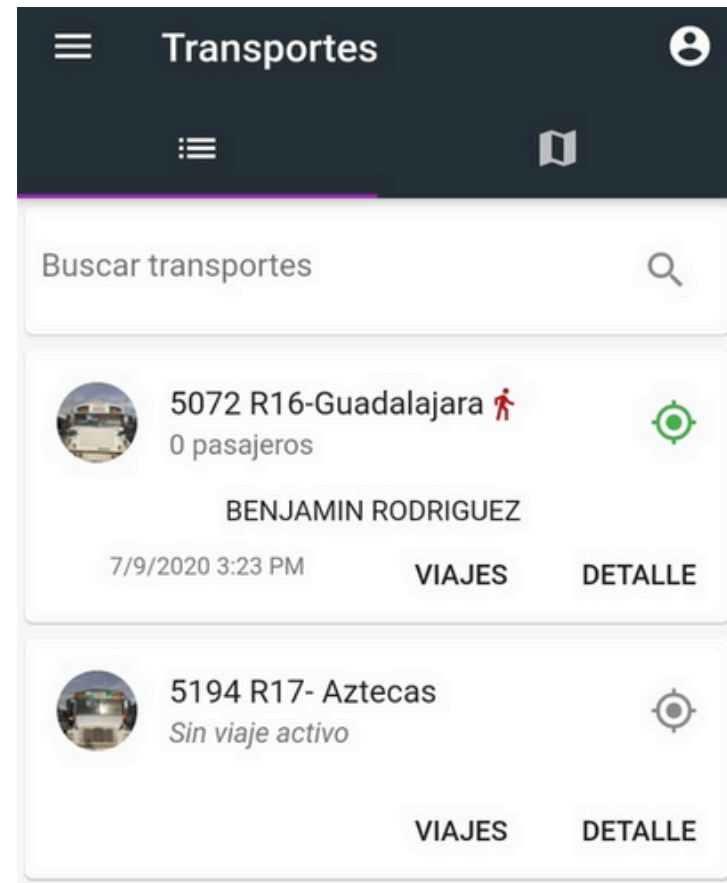 Transportes
Buscar transportes
5072 R16-Guadalajara
0 pasajeros
BENJAMIN RODRIGUEZ
7/9/2020 3:23 PM VIAJES DETALLE
5194 R17- Aztecas
Sin viaje activo
VIAJES DETALLE